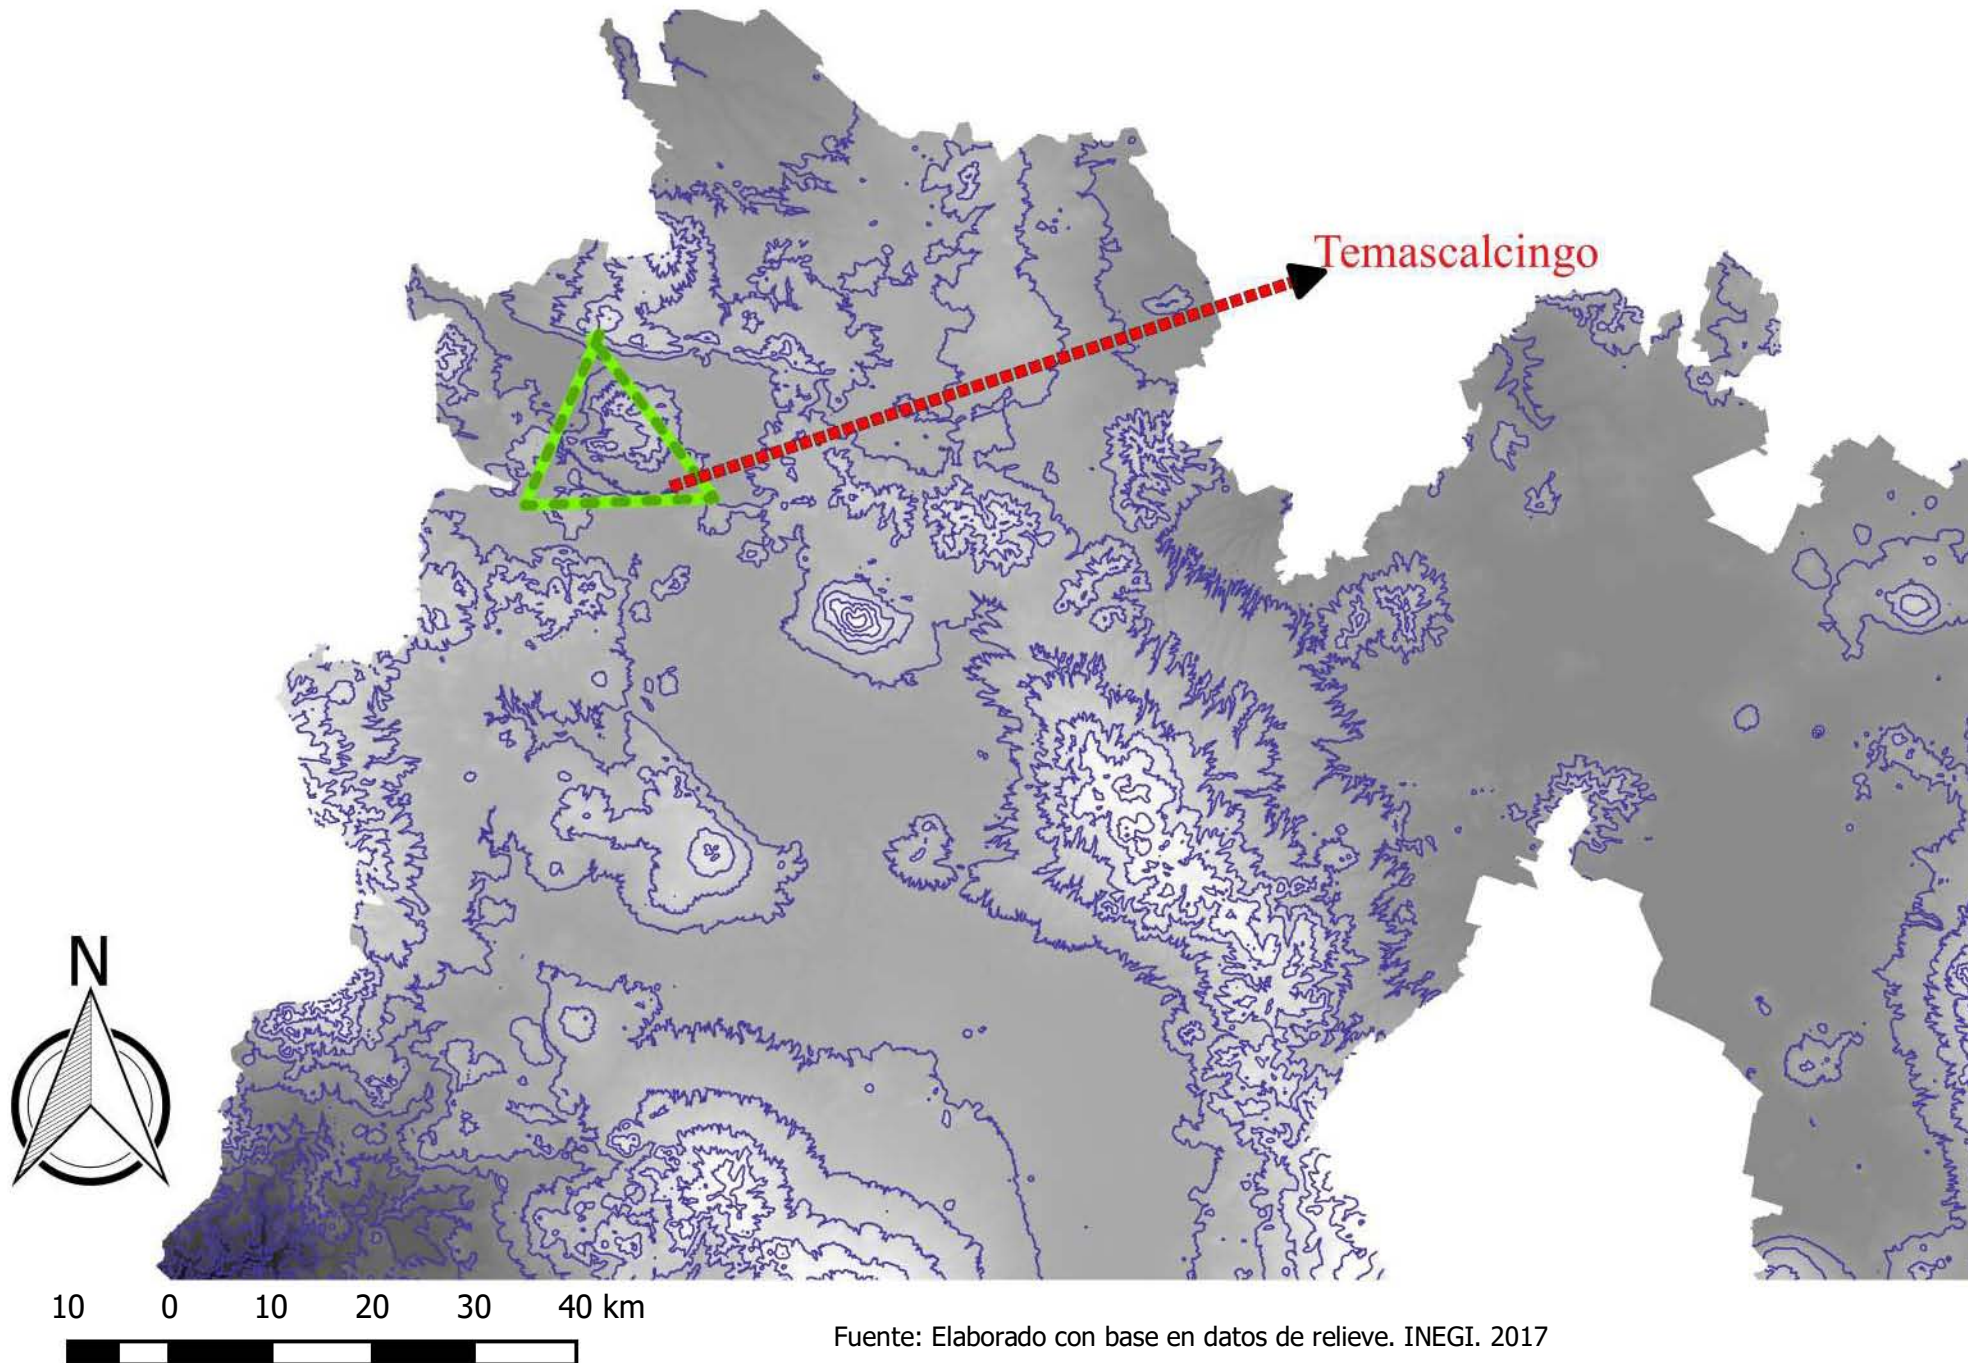 Temascalcingo
N
10 0 10 20 30 40 km
Fuente: Elaborado con base en datos de relieve. INEGI. 2017